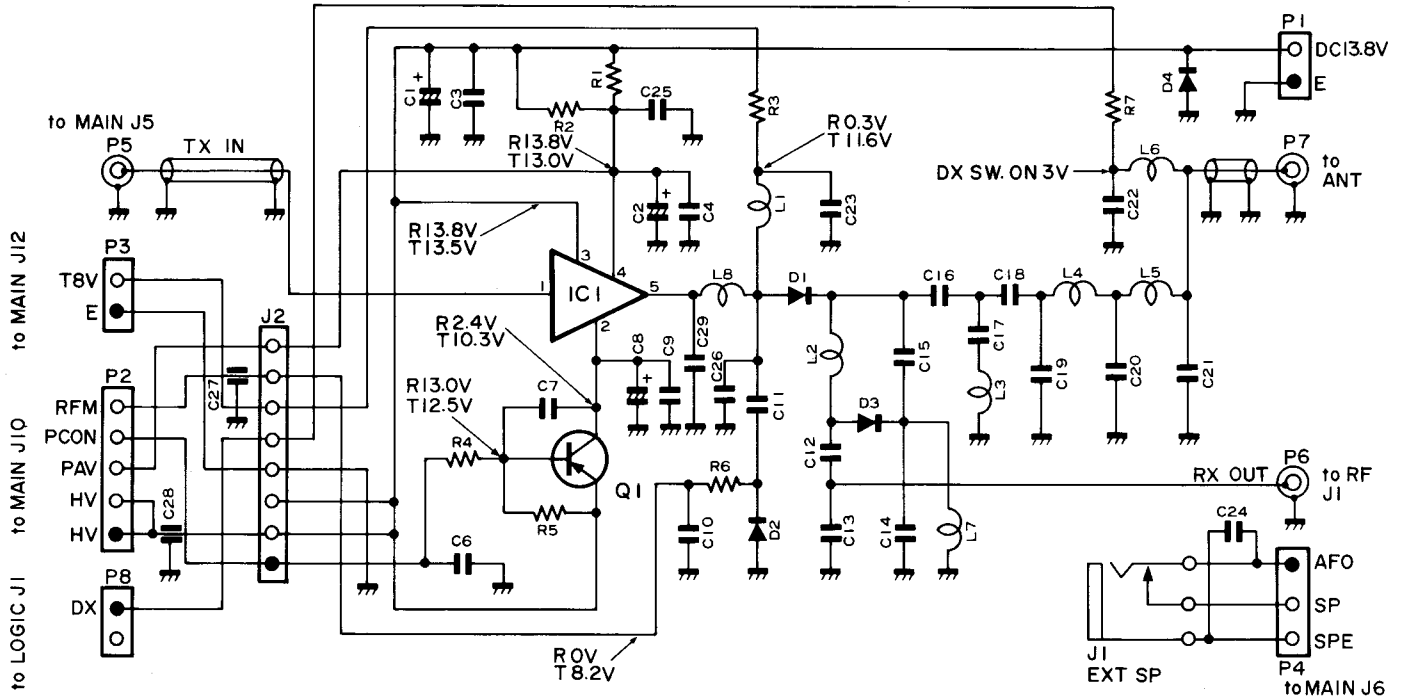 P1
DC13.8V
E
D4
R1
C1
+
C3
C25
R2
R3
R7
to MAIN J5
P5
TX IN
R13.8V
T13.0V
R0.3V
T11.6V
L6
P7
to
ANT
DX SW. ON 3V
C22
C2
+
C4
L1
C23
R13.8V
T13.5V
to MAIN J12
P3
T8V
E
3
4
1
IC1
5
2
L8
D1
C16
C18
L4
L5
J2
R2.4V
T10.3V
C29
C8
+
C9
C26
C11
L2
C15
C17
L3
C19
C20
C21
C27
to MAIN J10
P2
RFM
PCON
PAV
HV
HV
C28
R13.0V
T12.5V
C7
R4
Q1
R5
C6
R6
C10
D2
D3
C12
C13
C14
L7
RX OUT
P6
to RF
J1
C24
to LOGIC J1
P8
DX
R0V
T8.2V
AFO
SP
SPE
J1
EXT SP
P4
to MAIN J6